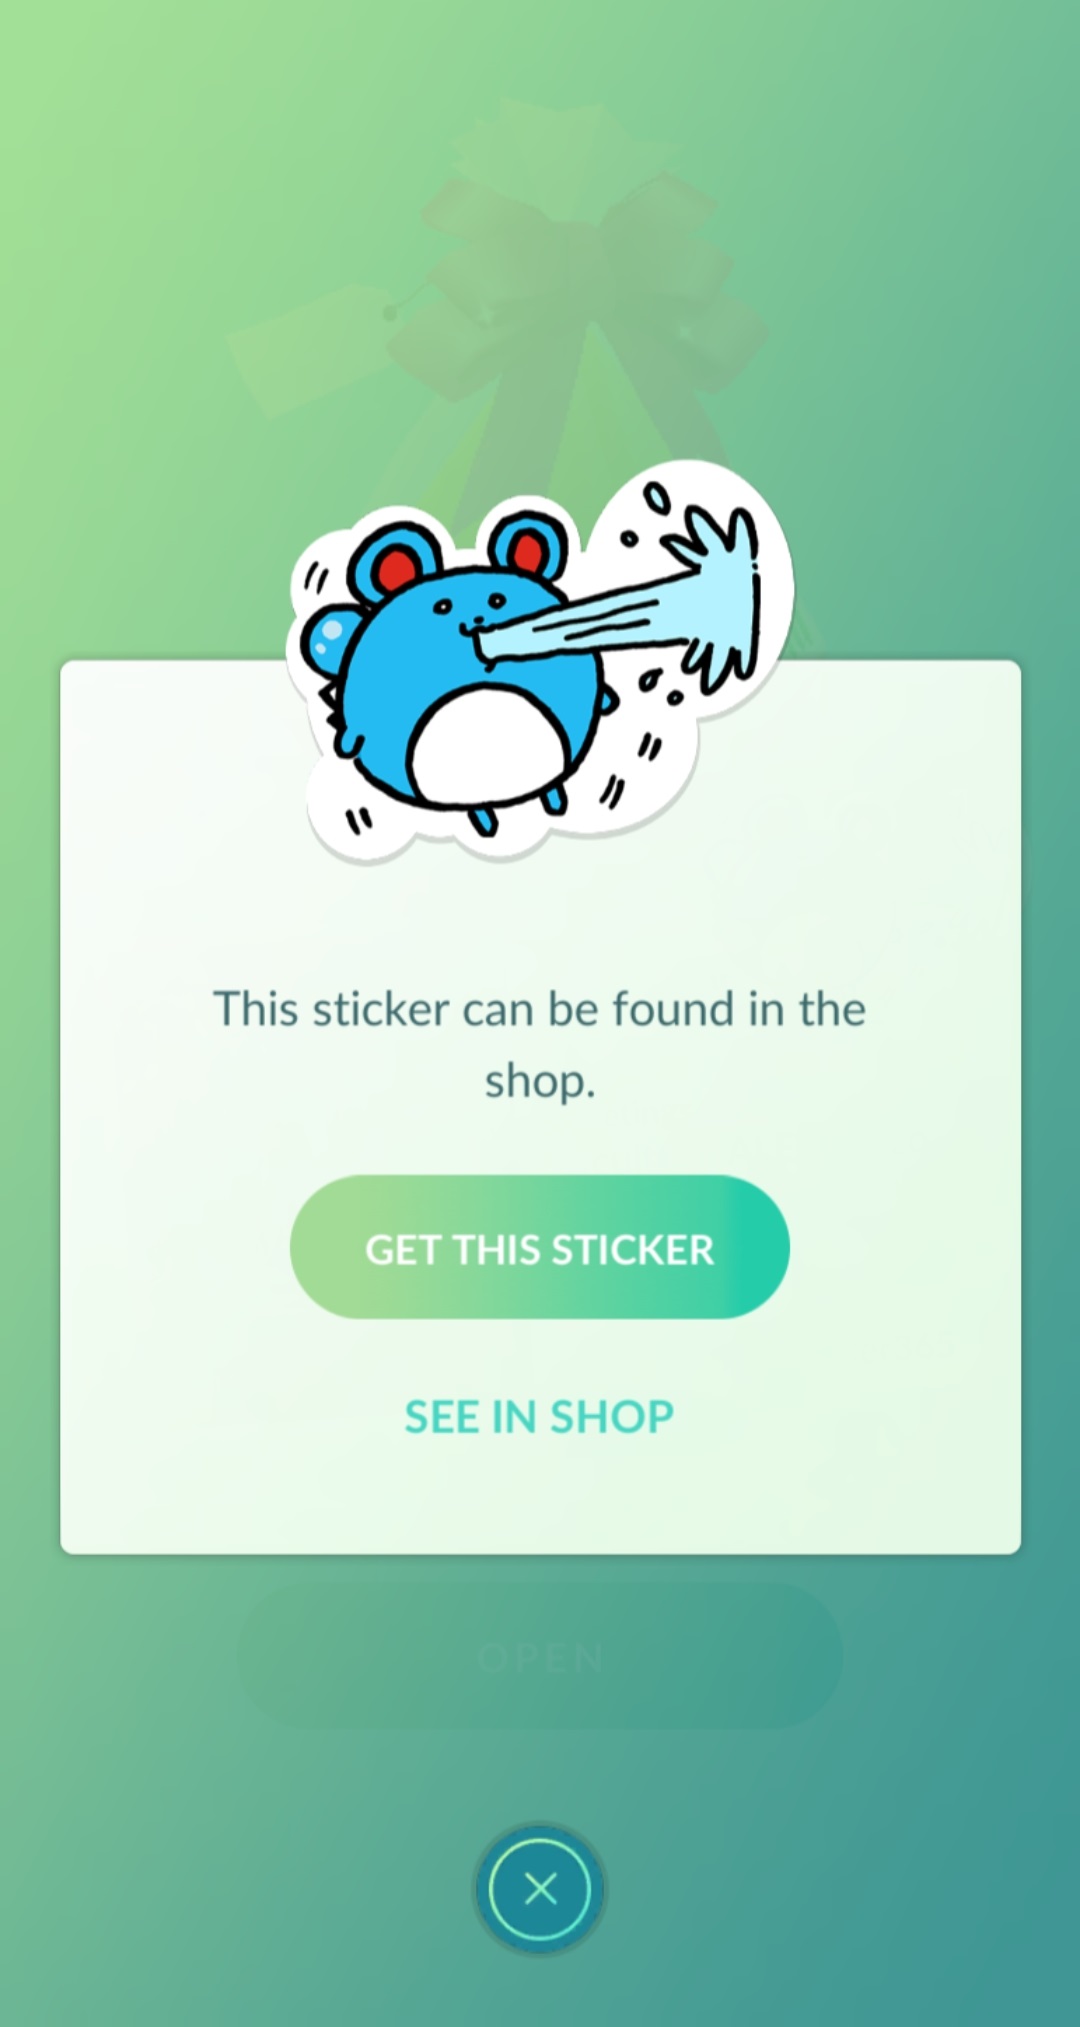 This sticker can be found in the
shop.
GET THIS STICKER
SEE IN SHOP
OPEN